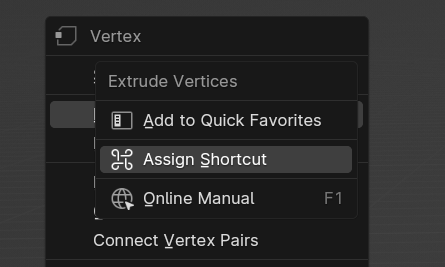 Vertex
Extrude Vertices
Add to Quick Favorites
Assign Shortcut
Online Manual F1
Connect Vertex Pairs